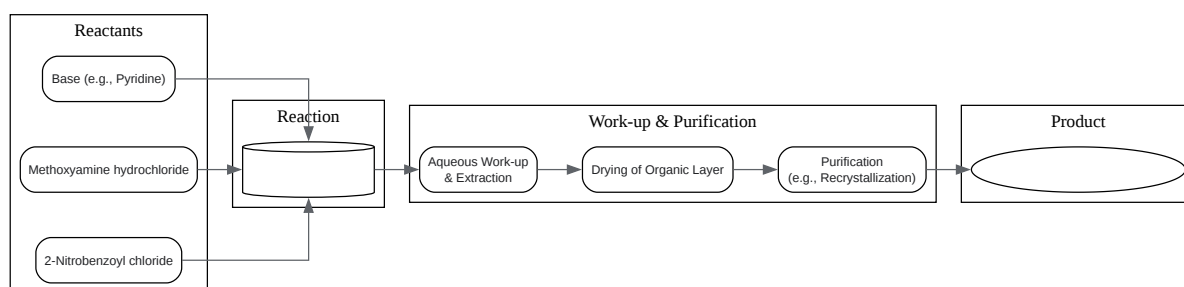 Reactants
Base (e.g., Pyridine)
Methoxyamine hydrochloride
2-Nitrobenzoyl chloride
Reaction
Work-up & Purification
Aqueous Work-up
& Extraction
Drying of Organic Layer
Purification
(e.g., Recrystallization)
Product